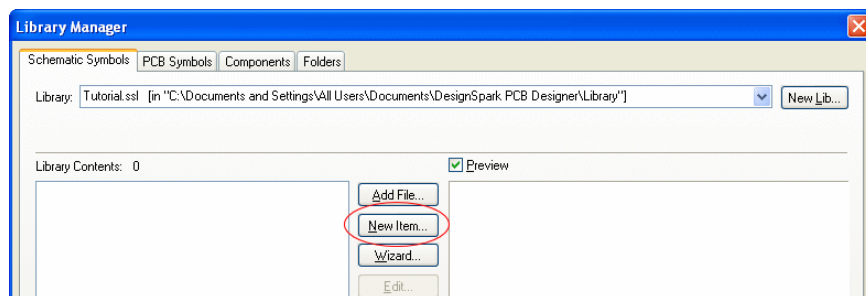 Library Manager
Schematic Symbols PCB Symbols Components Folders
Library: Tutorial.ssl [in "C:\Documents and Settings\All Users\Documents\DesignSpark PCB Designer\Library"] New Lib...
Library Contents: 0 Preview
Add File...
New Item...
Wizard...
Edit...